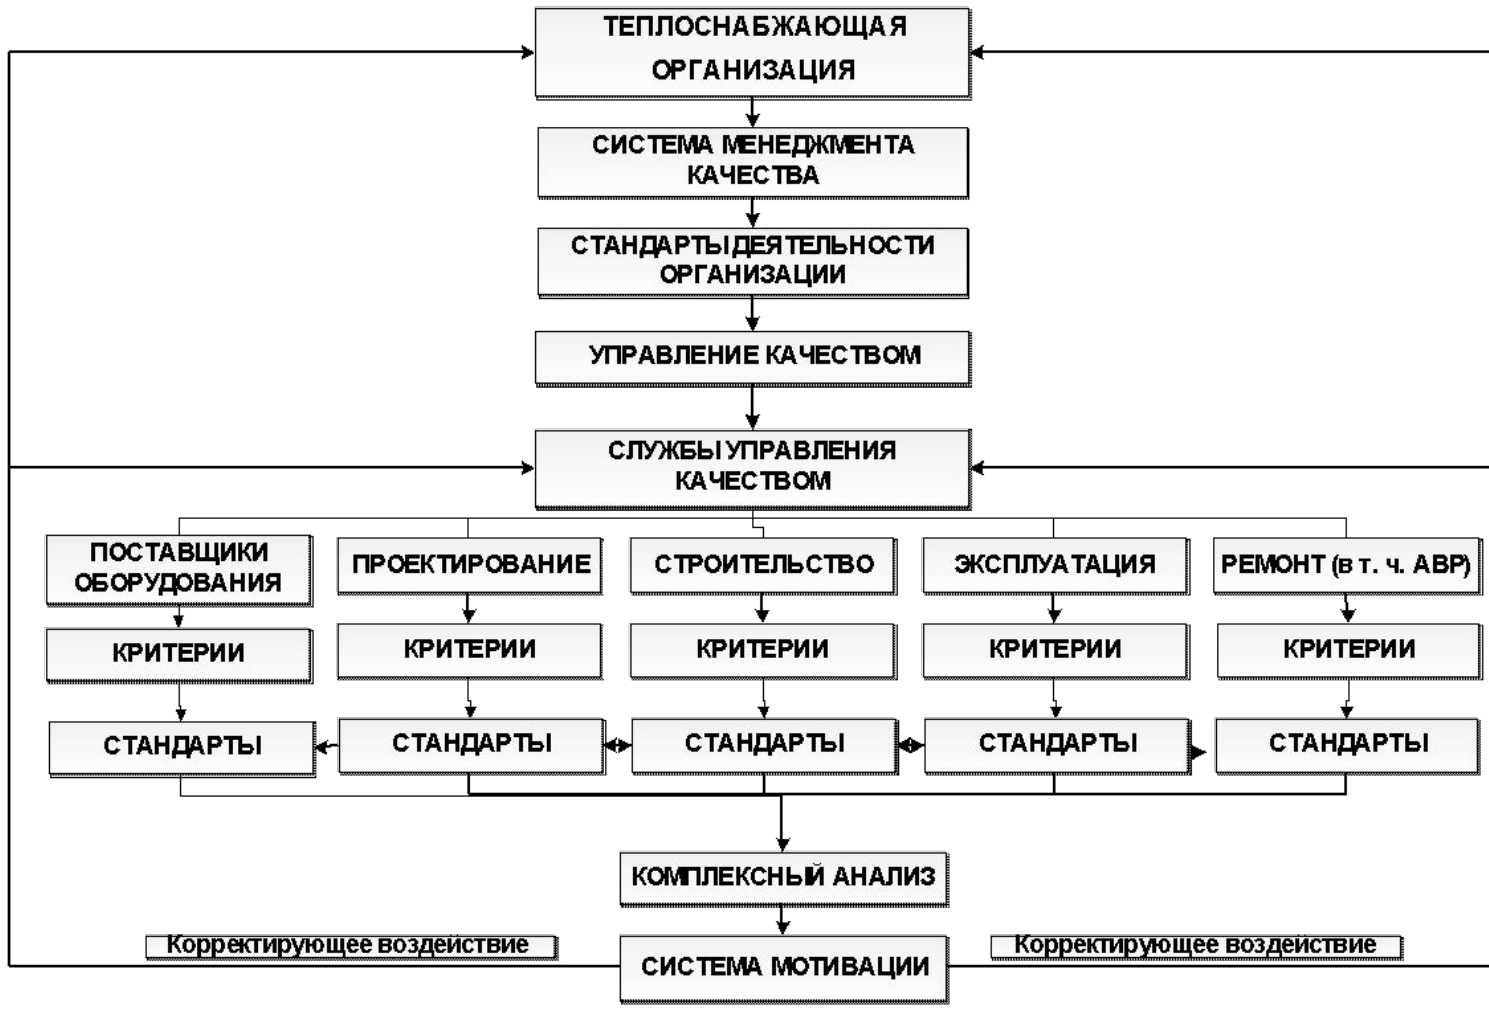 ТЕПЛОСНАБЖАЮЩАЯ
ОРГАНИЗАЦИЯ
СИСТЕМА МЕНЕДЖМЕНТА
КАЧЕСТВА
СТАНДАРТЫ ДЕЯТЕЛЬНОСТИ
ОРГАНИЗАЦИИ
УПРАВЛЕНИЕ КАЧЕСТВОМ
СЛУЖБЫ УПРАВЛЕНИЯ
КАЧЕСТВОМ
ПОСТАВЩИКИ
ОБОРУДОВАНИЯ
ПРОЕКТИРОВАНИЕ
СТРОИТЕЛЬСТВО
ЭКСПЛУАТАЦИЯ
РЕМОНТ (в т. ч. АВР)
КРИТЕРИИ
КРИТЕРИИ
КРИТЕРИИ
КРИТЕРИИ
КРИТЕРИИ
СТАНДАРТЫ
СТАНДАРТЫ
СТАНДАРТЫ
СТАНДАРТЫ
СТАНДАРТЫ
КОМПЛЕКСНЫЙ АНАЛИЗ
Корректирующее воздействие
Корректирующее воздействие
СИСТЕМА МОТИВАЦИИ